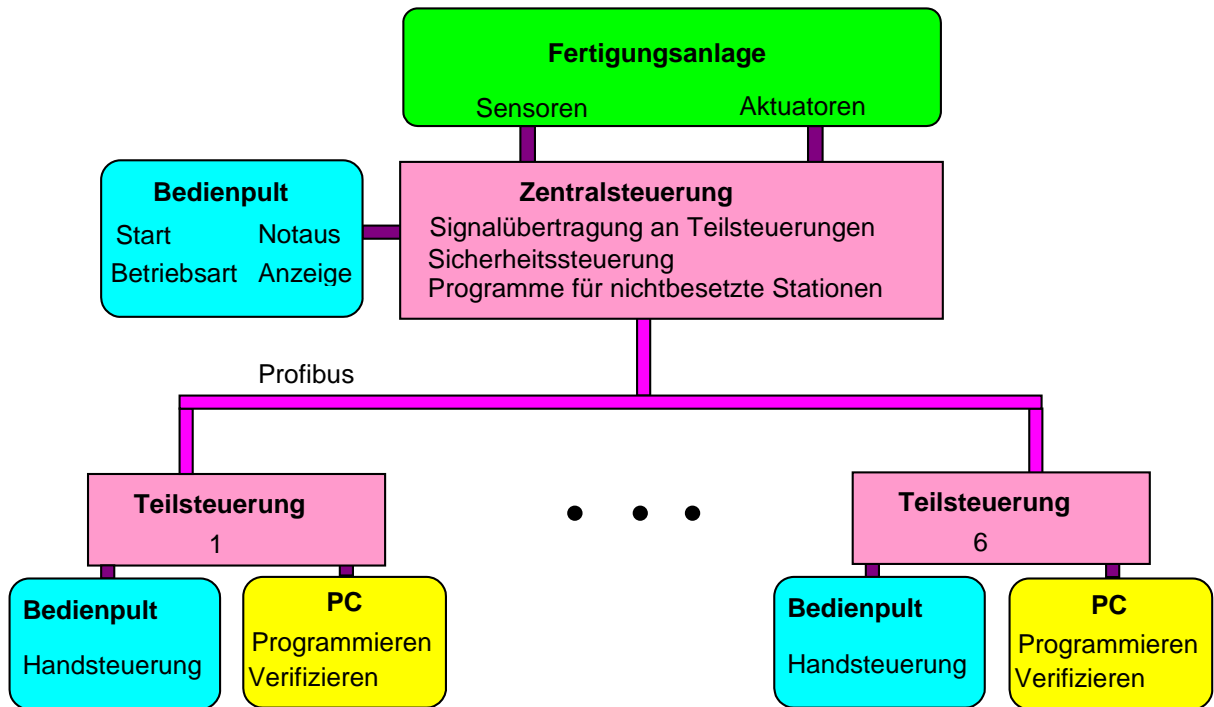 Fertigungsanlage
Sensoren Aktuatoren
Bedienpult
Start Notaus
Betriebsart Anzeige
Zentralsteuerung
Signalübertragung an Teilsteuerungen
Sicherheitssteuerung
Programme für nichtbesetzte Stationen
Profibus
Teilsteuerung
1
• • •
Teilsteuerung
6
Bedienpult
Handsteuerung
PC
Programmieren
Verifizieren
Bedienpult
Handsteuerung
PC
Programmieren
Verifizieren